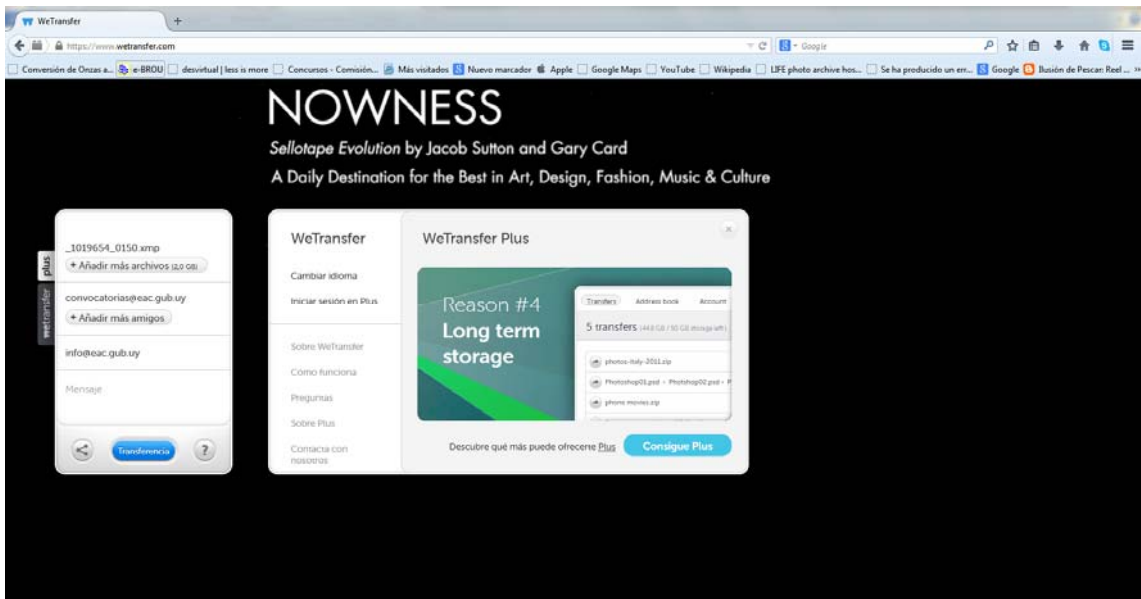 WeTransfer
https://www.wetransfer.com
Google
Conversión de Onzas a... e-BROU desvirtual | less is more Concursos - Comisión... Más visitados Nuevo marcador Apple Google Maps YouTube Wikipedia LIFE photo archive hos... Se ha producido un err... Google Ilusión de Pescar: Reel ...
NOWNESS
Sellotape Evolution by Jacob Sutton and Gary Card
A Daily Destination for the Best in Art, Design, Fashion, Music & Culture
plus
wetransfer
_1019654_0150.xmp
+ Añadir más archivos (2,0 GB)
convocatorias@eac.gub.uy
+ Añadir más amigos
info@eac.gub.uy
Mensaje
Transferencia
?
WeTransfer
Cambiar idioma
Iniciar sesión en Plus
Sobre WeTransfer
Cómo funciona
Preguntas
Sobre Plus
Contacta con
nosotros
WeTransfer Plus
Reason #4
Long term
storage
Transfers Address book Account
5 transfers
photos-italy-2011.zip
Photoshop01.psd + Photshop02.psd + P
phone movies.zip
Descubre qué más puede ofrecerte Plus
Consigue Plus